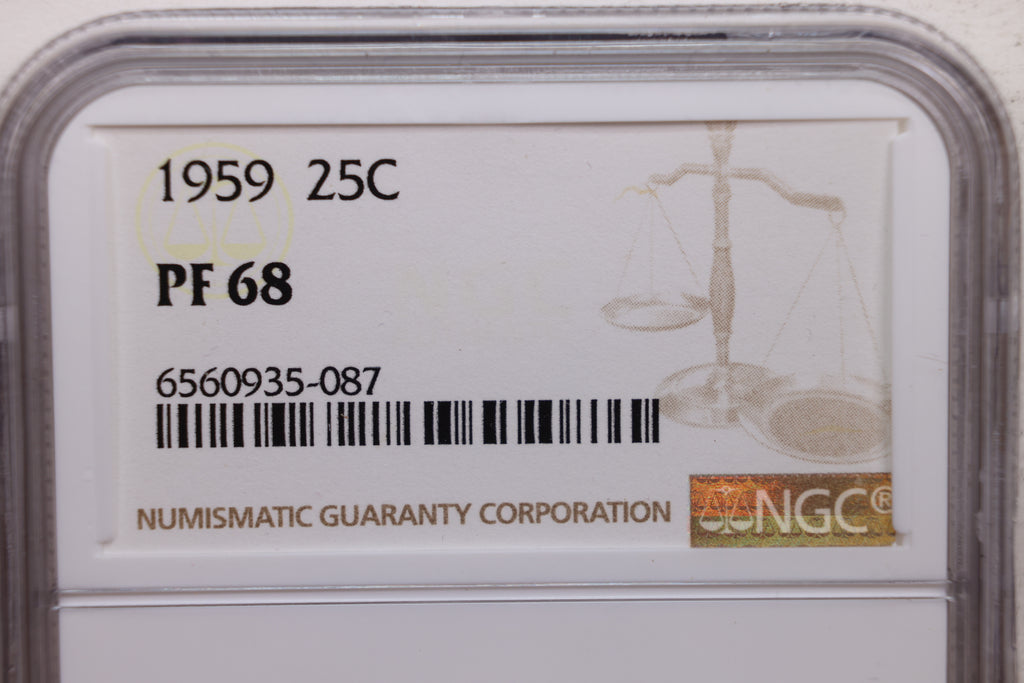 1959 25C
PF 68
6560935-087
NUMISMATIC GUARANTY CORPORATION
NGC®